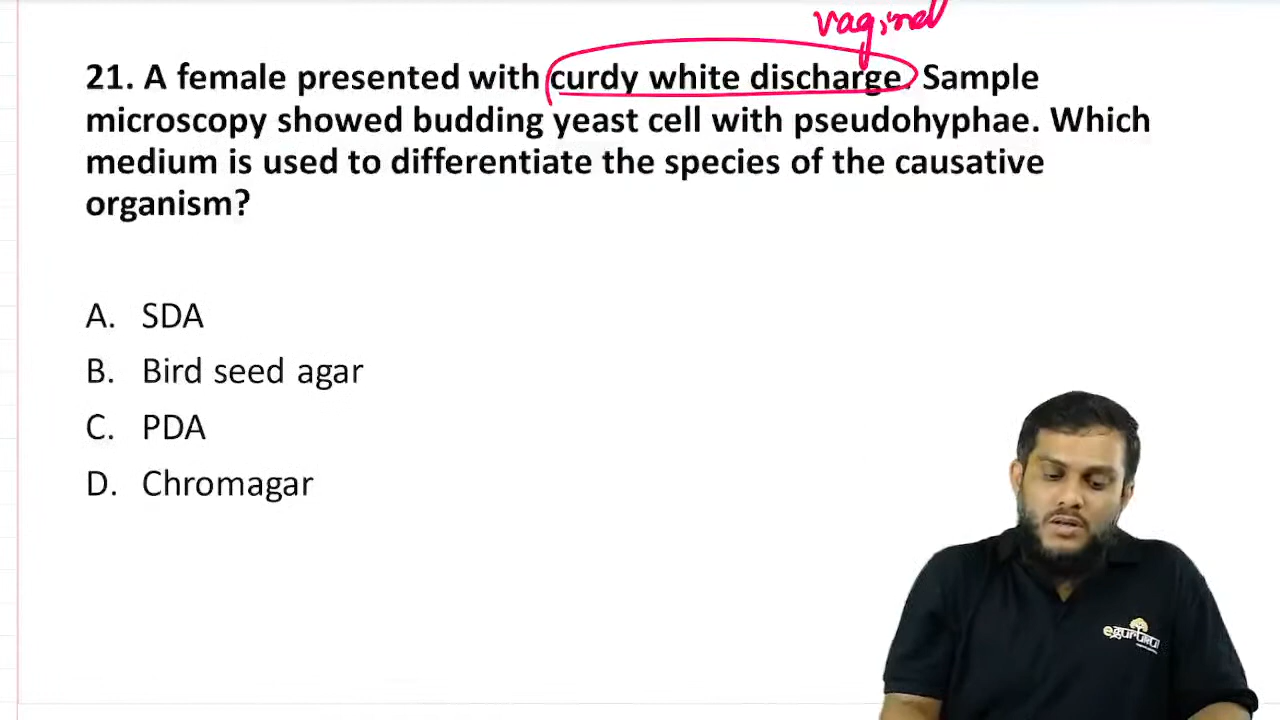 vaginal
21. A female presented with curdy white discharge. Sample
microscopy showed budding yeast cell with pseudohyphae. Which
medium is used to differentiate the species of the causative
organism?
A. SDA
B. Bird seed agar
C. PDA
D. Chromagar
egurukul